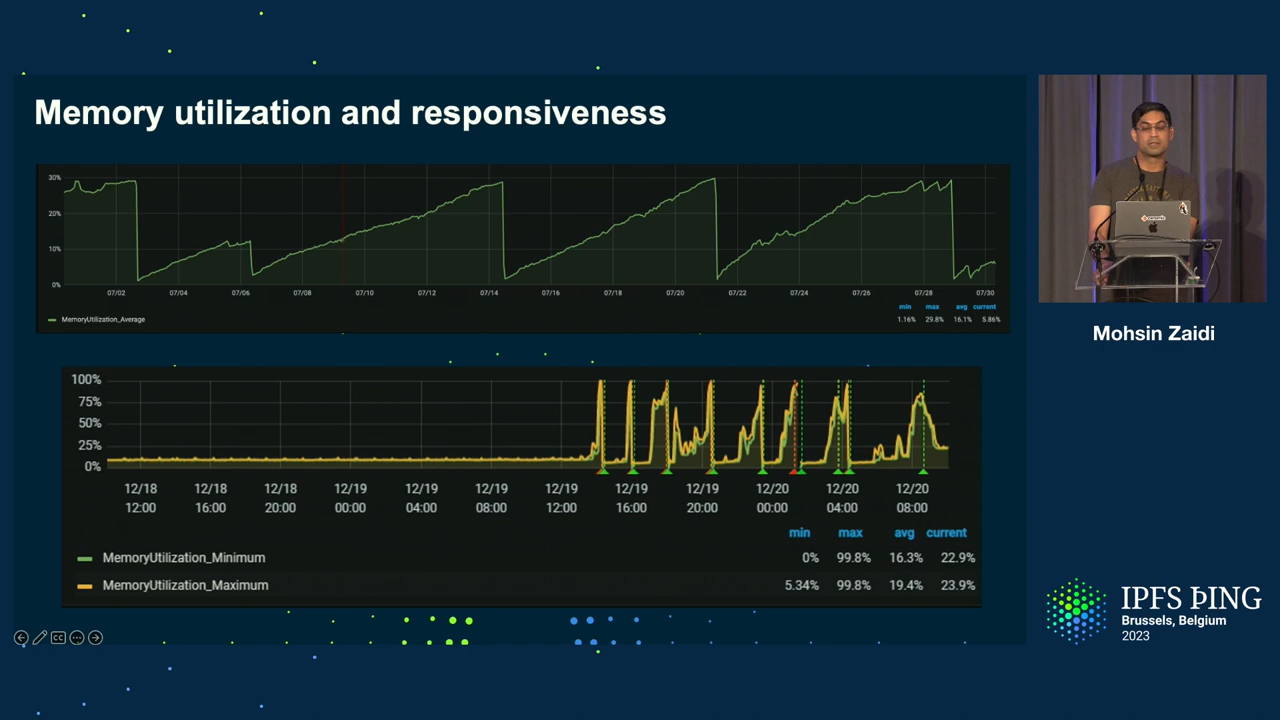 Memory utilization and responsiveness
30%
20%
10%
0%
07/02 07/04 07/06 07/08 07/10 07/12 07/14 07/16 07/18 07/20 07/22 07/24 07/26 07/28 07/30
min max avg current
MemoryUtilization_Average 1.16% 29.8% 16.1% 5.86%
100%
75%
50%
25%
0%
12/18 12/18 12/18 12/19 12/19 12/19 12/19 12/19 12/19 12/20 12/20 12/20
12:00 16:00 20:00 00:00 04:00 08:00 12:00 16:00 20:00 00:00 04:00 08:00
min max avg current
MemoryUtilization_Minimum 0% 99.8% 16.3% 22.9%
MemoryUtilization_Maximum 5.34% 99.8% 19.4% 23.9%
CC
ceramic
Mohsin Zaidi
IPFS ÞING
Brussels, Belgium
2023